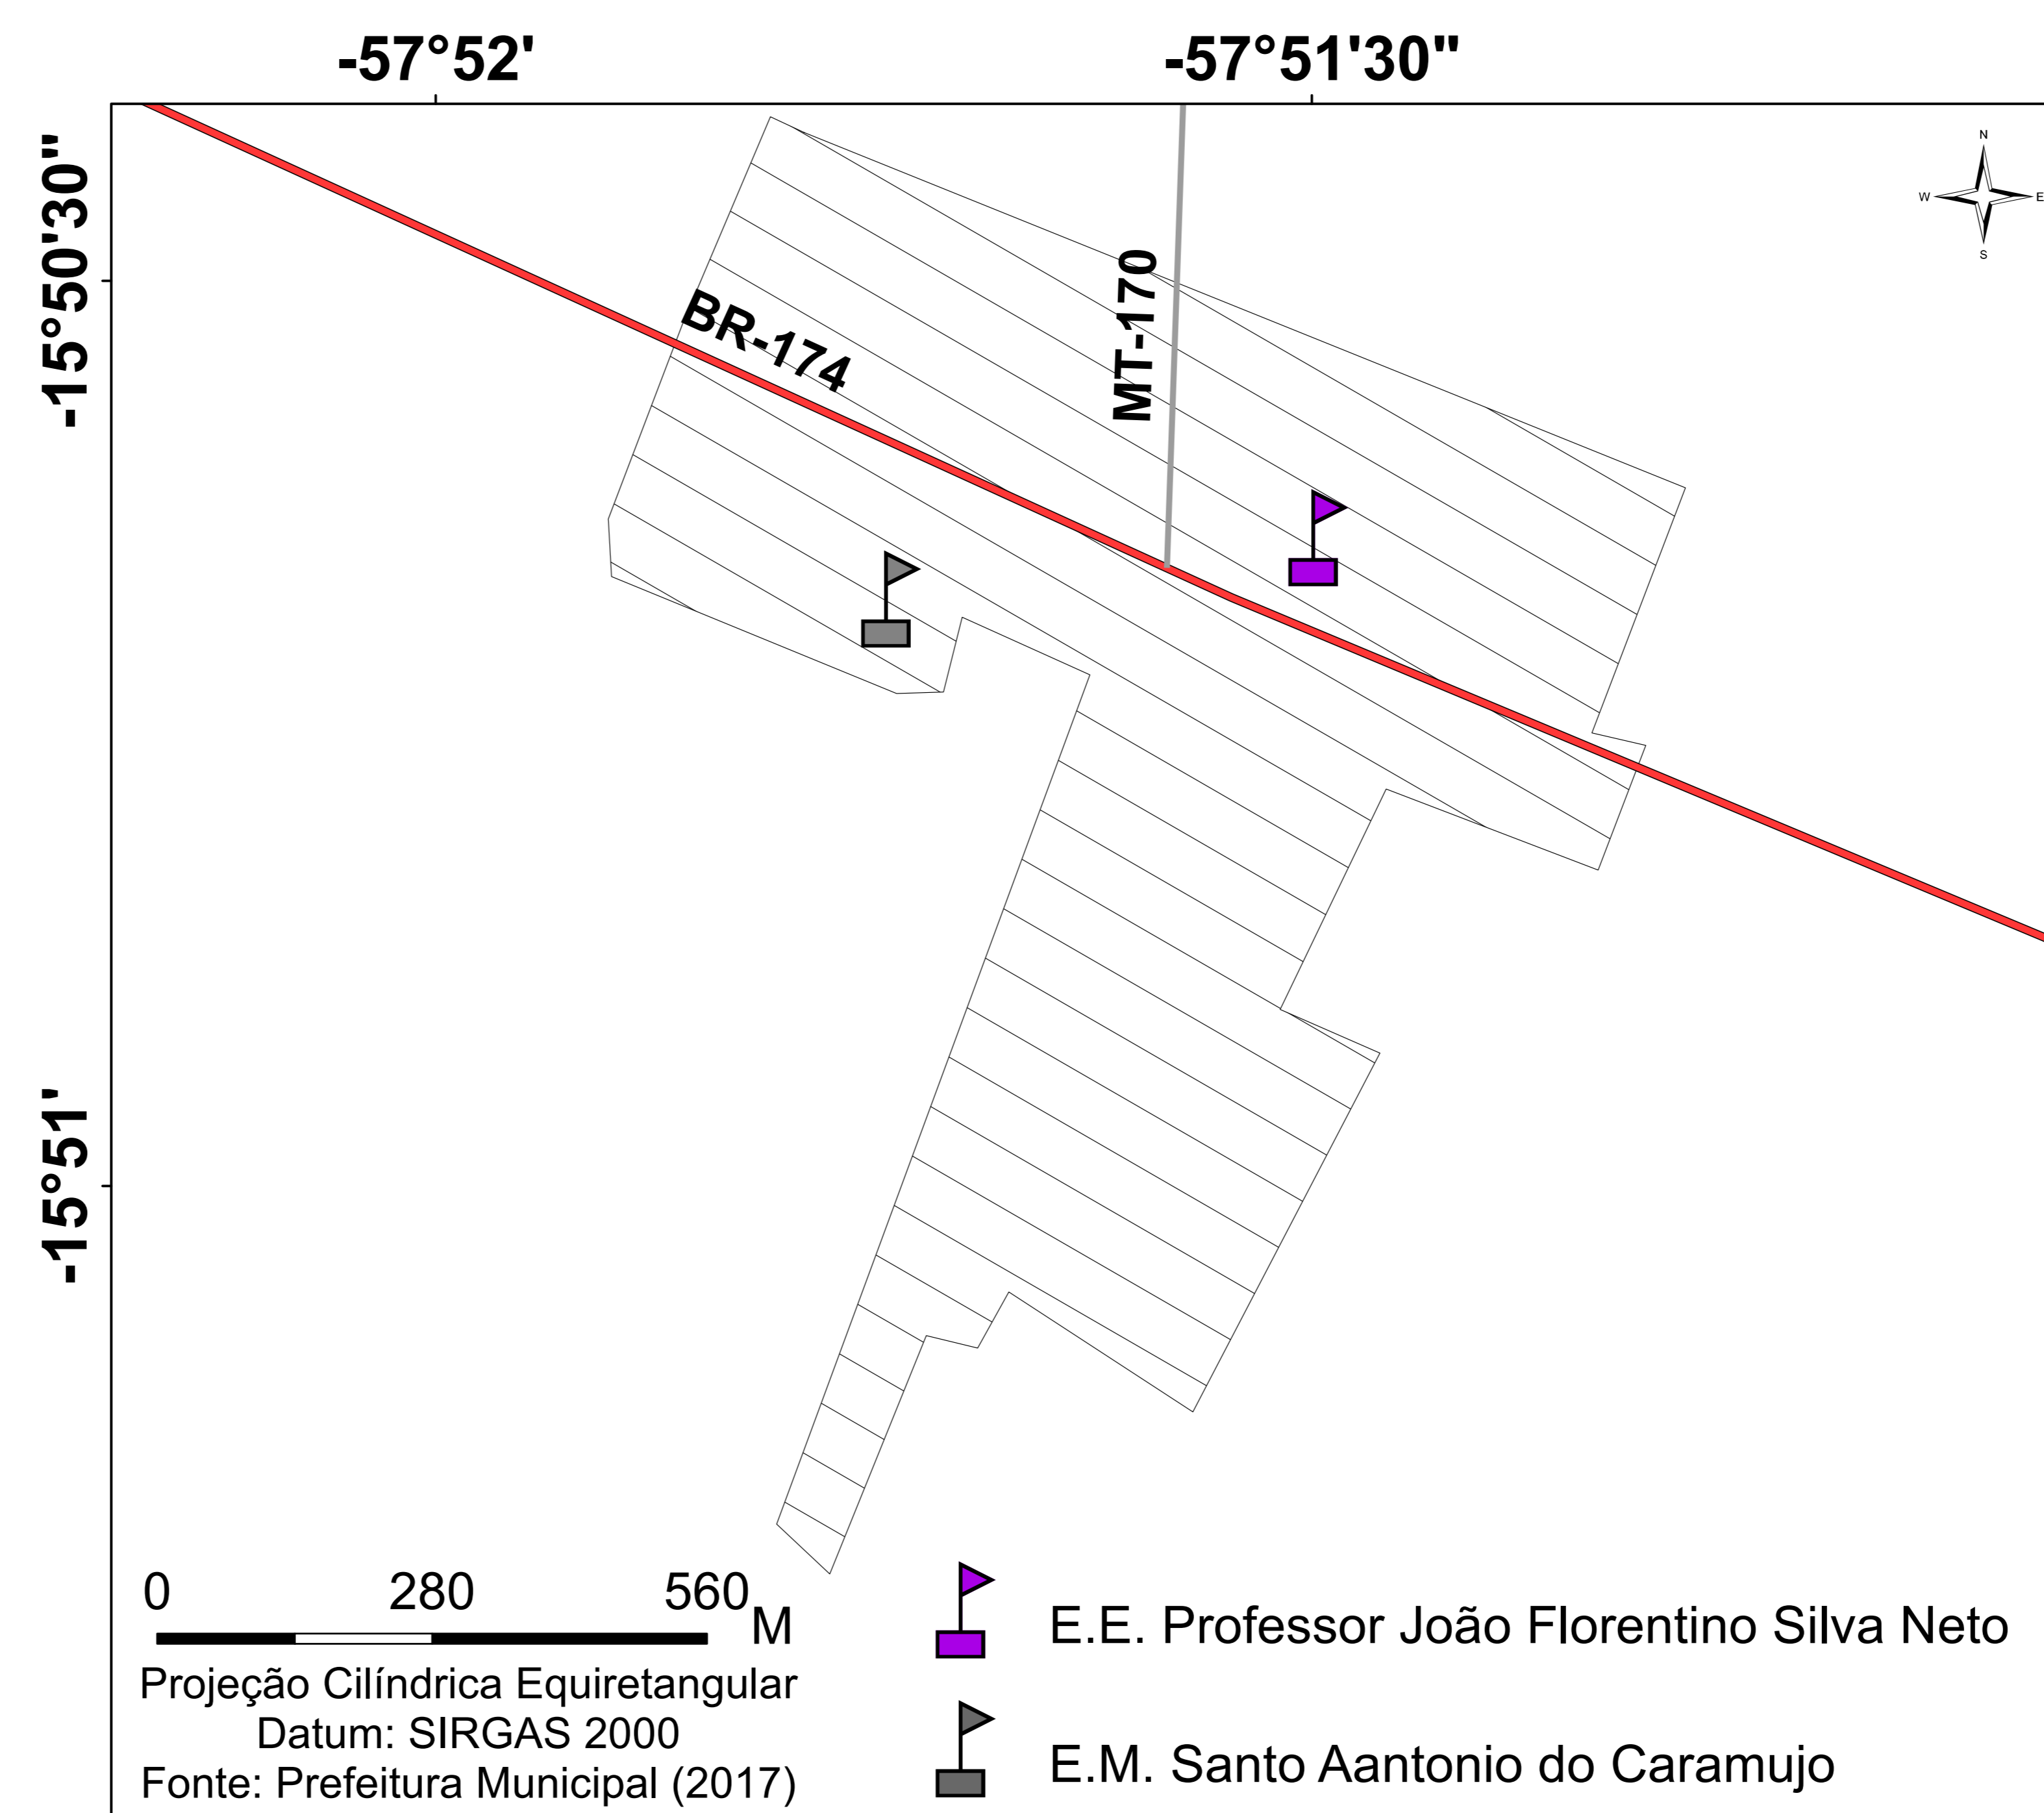 -57°52'
-57°51'30"
-15°50'30"
-15°51'
N
W
E
S
BR-174
MT-170
0 280 560 M
Projeção Cilíndrica Equiretangular
Datum: SIRGAS 2000
Fonte: Prefeitura Municipal (2017)
E.E. Professor João Florentino Silva Neto
E.M. Santo Aantonio do Caramujo